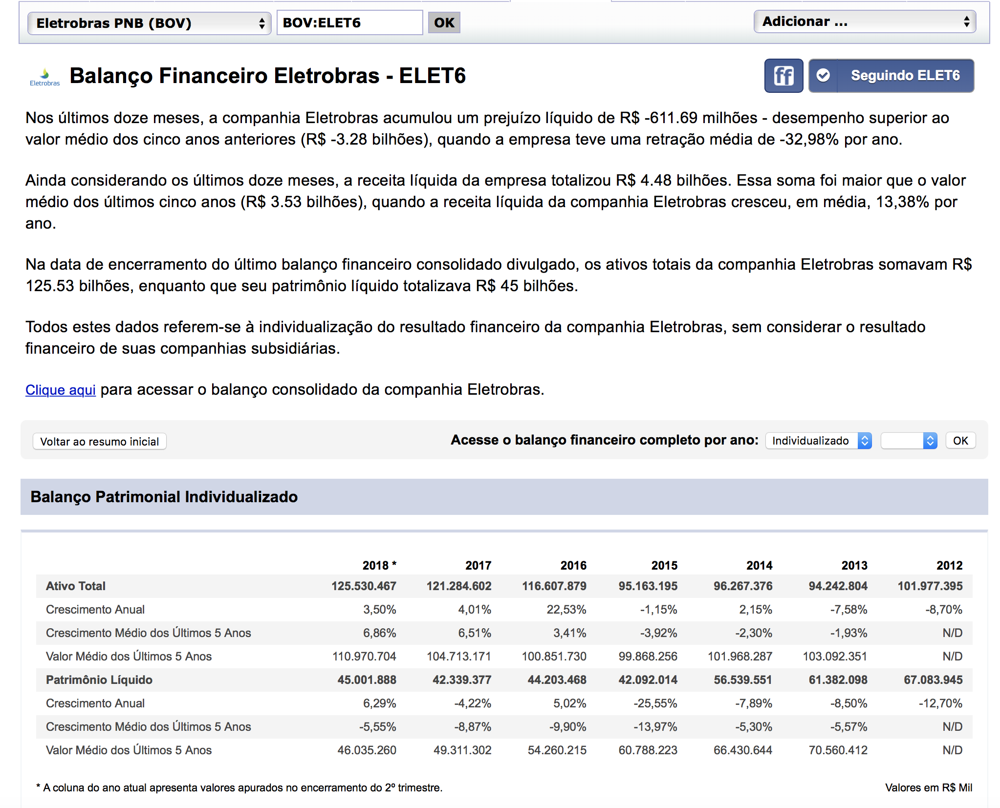 Eletrobras PNB (BOV) BOV:ELET6 OK Adicionar ...
Eletrobras Balanço Financeiro Eletrobras - ELET6 ff Seguindo ELET6
Nos últimos doze meses, a companhia Eletrobras acumulou um prejuízo líquido de R$ -611.69 milhões - desempenho superior ao
valor médio dos cinco anos anteriores (R$ -3.28 bilhões), quando a empresa teve uma retração média de -32,98% por ano.
Ainda considerando os últimos doze meses, a receita líquida da empresa totalizou R$ 4.48 bilhões. Essa soma foi maior que o valor
médio dos últimos cinco anos (R$ 3.53 bilhões), quando a receita líquida da companhia Eletrobras cresceu, em média, 13,38% por
ano.
Na data de encerramento do último balanço financeiro consolidado divulgado, os ativos totais da companhia Eletrobras somavam R$
125.53 bilhões, enquanto que seu patrimônio líquido totalizava R$ 45 bilhões.
Todos estes dados referem-se à individualização do resultado financeiro da companhia Eletrobras, sem considerar o resultado
financeiro de suas companhias subsidiárias.
Clique aqui para acessar o balanço consolidado da companhia Eletrobras.
Voltar ao resumo inicial Acesse o balanço financeiro completo por ano: Individualizado OK
Balanço Patrimonial Individualizado
2018 * 2017 2016 2015 2014 2013 2012
Ativo Total 125.530.467 121.284.602 116.607.879 95.163.195 96.267.376 94.242.804 101.977.395
Crescimento Anual 3,50% 4,01% 22,53% -1,15% 2,15% -7,58% -8,70%
Crescimento Médio dos Últimos 5 Anos 6,86% 6,51% 3,41% -3,92% -2,30% -1,93% N/D
Valor Médio dos Últimos 5 Anos 110.970.704 104.713.171 100.851.730 99.868.256 101.968.287 103.092.351 N/D
Patrimônio Líquido 45.001.888 42.339.377 44.203.468 42.092.014 56.539.551 61.382.098 67.083.945
Crescimento Anual 6,29% -4,22% 5,02% -25,55% -7,89% -8,50% -12,70%
Crescimento Médio dos Últimos 5 Anos -5,55% -8,87% -9,90% -13,97% -5,30% -5,57% N/D
Valor Médio dos Últimos 5 Anos 46.035.260 49.311.302 54.260.215 60.788.223 66.430.644 70.560.412 N/D
* A coluna do ano atual apresenta valores apurados no encerramento do 2º trimestre. Valores em R$ Mil